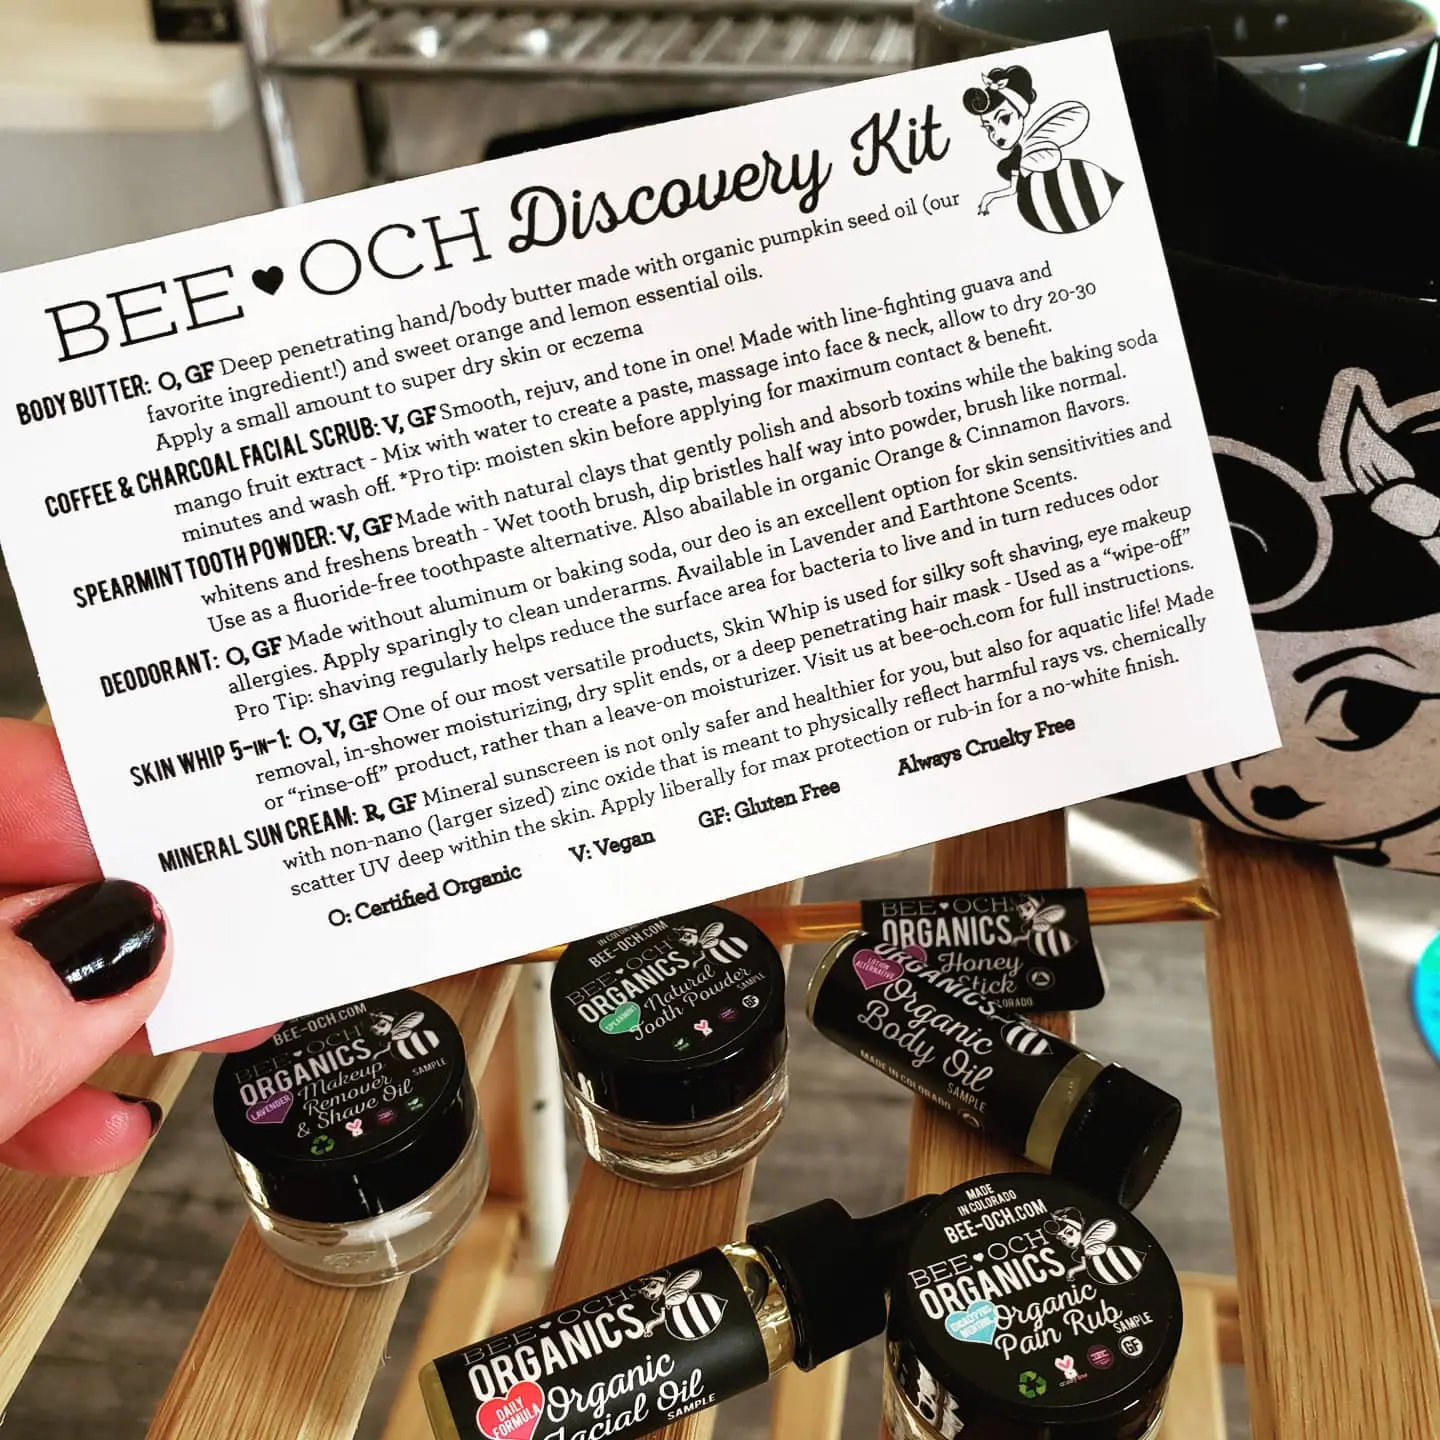 BEE♥OCH Discovery Kit
BODY BUTTER: O, GF Deep penetrating hand/body butter made with organic pumpkin seed oil (our
favorite ingredient!) and sweet orange and lemon essential oils.
Apply a small amount to super dry skin or eczema
COFFEE & CHARCOAL FACIAL SCRUB: V, GF Smooth, rejuv, and tone in one! Made with line-fighting guava and
mango fruit extract - Mix with water to create a paste, massage into face & neck, allow to dry 20-30
minutes and wash off. *Pro tip: moisten skin before applying for maximum contact & benefit.
SPEARMINT TOOTH POWDER: V, GF Made with natural clays that gently polish and absorb toxins while the baking soda
whitens and freshens breath - Wet tooth brush, dip bristles half way into powder, brush like normal.
Use as a fluoride-free toothpaste alternative. Also abailable in organic Orange & Cinnamon flavors.
DEODORANT: O, GF Made without aluminum or baking soda, our deo is an excellent option for skin sensitivities and
allergies. Apply sparingly to clean underarms. Available in Lavender and Earthtone Scents.
Pro Tip: shaving regularly helps reduce the surface area for bacteria to live and in turn reduces odor
SKIN WHIP 5-IN-1: O, V, GF One of our most versatile products, Skin Whip is used for silky soft shaving, eye makeup
removal, in-shower moisturizing, dry split ends, or a deep penetrating hair mask - Used as a “wipe-off”
or “rinse-off” product, rather than a leave-on moisturizer. Visit us at bee-och.com for full instructions.
MINERAL SUN CREAM: R, GF Mineral sunscreen is not only safer and healthier for you, but also for aquatic life! Made
with non-nano (larger sized) zinc oxide that is meant to physically reflect harmful rays vs. chemically
scatter UV deep within the skin. Apply liberally for max protection or rub-in for a no-white finish.
O: Certified Organic V: Vegan GF: Gluten Free Always Cruelty Free
BEE-OCH.COM
BEE♥OCH
ORGANICS
LAVENDER
Makeup
Remover
& Shave Oil
SAMPLE
IN COLORADO
BEE-OCH.COM
BEE♥OCH
ORGANICS
SPEARMINT
Natural
Tooth Powder
SAMPLE
GF
BEE♥OCH
ORGANICS
Honey
Stick
COLORADO
ORGANICS
LOTION
ALTERNATIVE
Organic
Body Oil
MADE IN COLORADO
SAMPLE
BEE♥OCH
ORGANICS
DAILY
FORMULA
Organic
Facial Oil
SAMPLE
MADE
IN COLORADO
BEE-OCH.COM
BEE♥OCH
ORGANICS
EUCALYPTUS
MENTHOL
Organic
Pain Rub
SAMPLE
GF